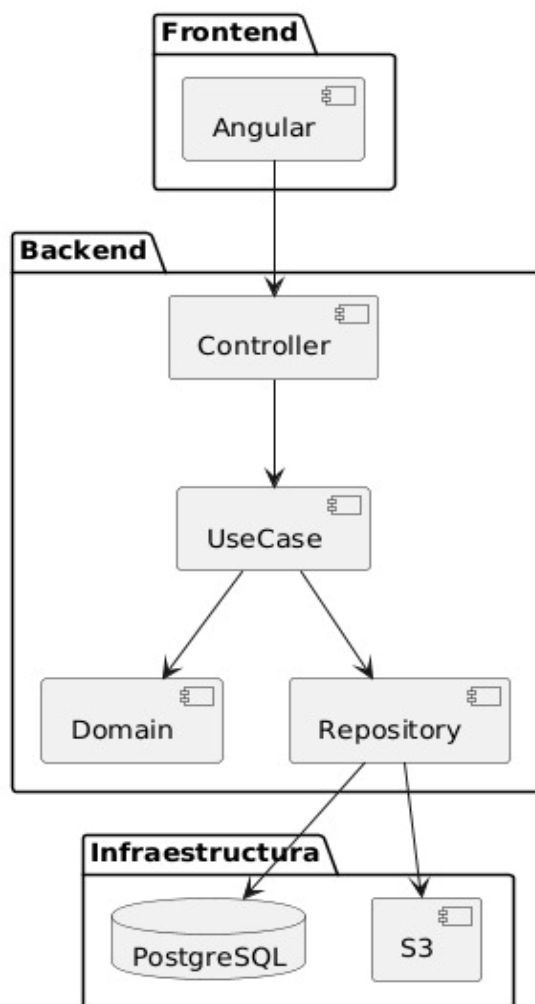 Frontend
Angular
Backend
Controller
UseCase
Domain
Repository
Infraestructura
PostgreSQL
S3